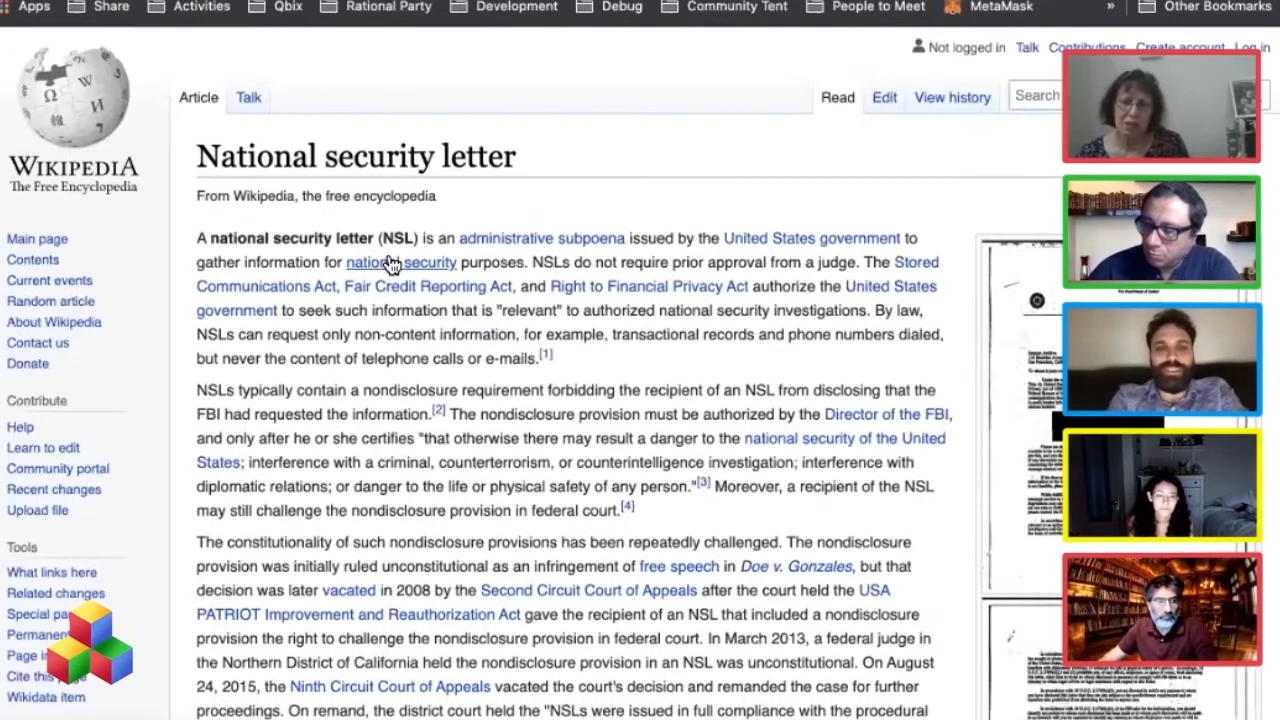 Apps Share Activities Qbix Rational Party Development Debug Community Tent People to Meet MetaMask » Other Bookmarks
Not logged in Talk Contributions Create account Log in
Article Talk Read Edit View history Search
WIKIPEDIA
The Free Encyclopedia
Main page
Contents
Current events
Random article
About Wikipedia
Contact us
Donate
Contribute
Help
Learn to edit
Community portal
Recent changes
Upload file
Tools
What links here
Related changes
Special pa
Permanen
Page i
Cite this
Wikidata item
National security letter
From Wikipedia, the free encyclopedia
A national security letter (NSL) is an administrative subpoena issued by the United States government to
gather information for national security purposes. NSLs do not require prior approval from a judge. The Stored
Communications Act, Fair Credit Reporting Act, and Right to Financial Privacy Act authorize the United States
government to seek such information that is "relevant" to authorized national security investigations. By law,
NSLs can request only non-content information, for example, transactional records and phone numbers dialed,
but never the content of telephone calls or e-mails.[1]
NSLs typically contain a nondisclosure requirement forbidding the recipient of an NSL from disclosing that the
FBI had requested the information.[2] The nondisclosure provision must be authorized by the Director of the FBI,
and only after he or she certifies "that otherwise there may result a danger to the national security of the United
States; interference with a criminal, counterterrorism, or counterintelligence investigation; interference with
diplomatic relations; or danger to the life or physical safety of any person."[3] Moreover, a recipient of the NSL
may still challenge the nondisclosure provision in federal court.[4]
The constitutionality of such nondisclosure provisions has been repeatedly challenged. The nondisclosure
provision was initially ruled unconstitutional as an infringement of free speech in Doe v. Gonzales, but that
decision was later vacated in 2008 by the Second Circuit Court of Appeals after the court held the USA
PATRIOT Improvement and Reauthorization Act gave the recipient of an NSL that included a nondisclosure
provision the right to challenge the nondisclosure provision in federal court. In March 2013, a federal judge in
the Northern District of California held the nondisclosure provision in an NSL was unconstitutional. On August
24, 2015, the Ninth Circuit Court of Appeals vacated the court's decision and remanded the case for further
proceedings. On remand court held the "NSLs were issued in full compliance with the procedural